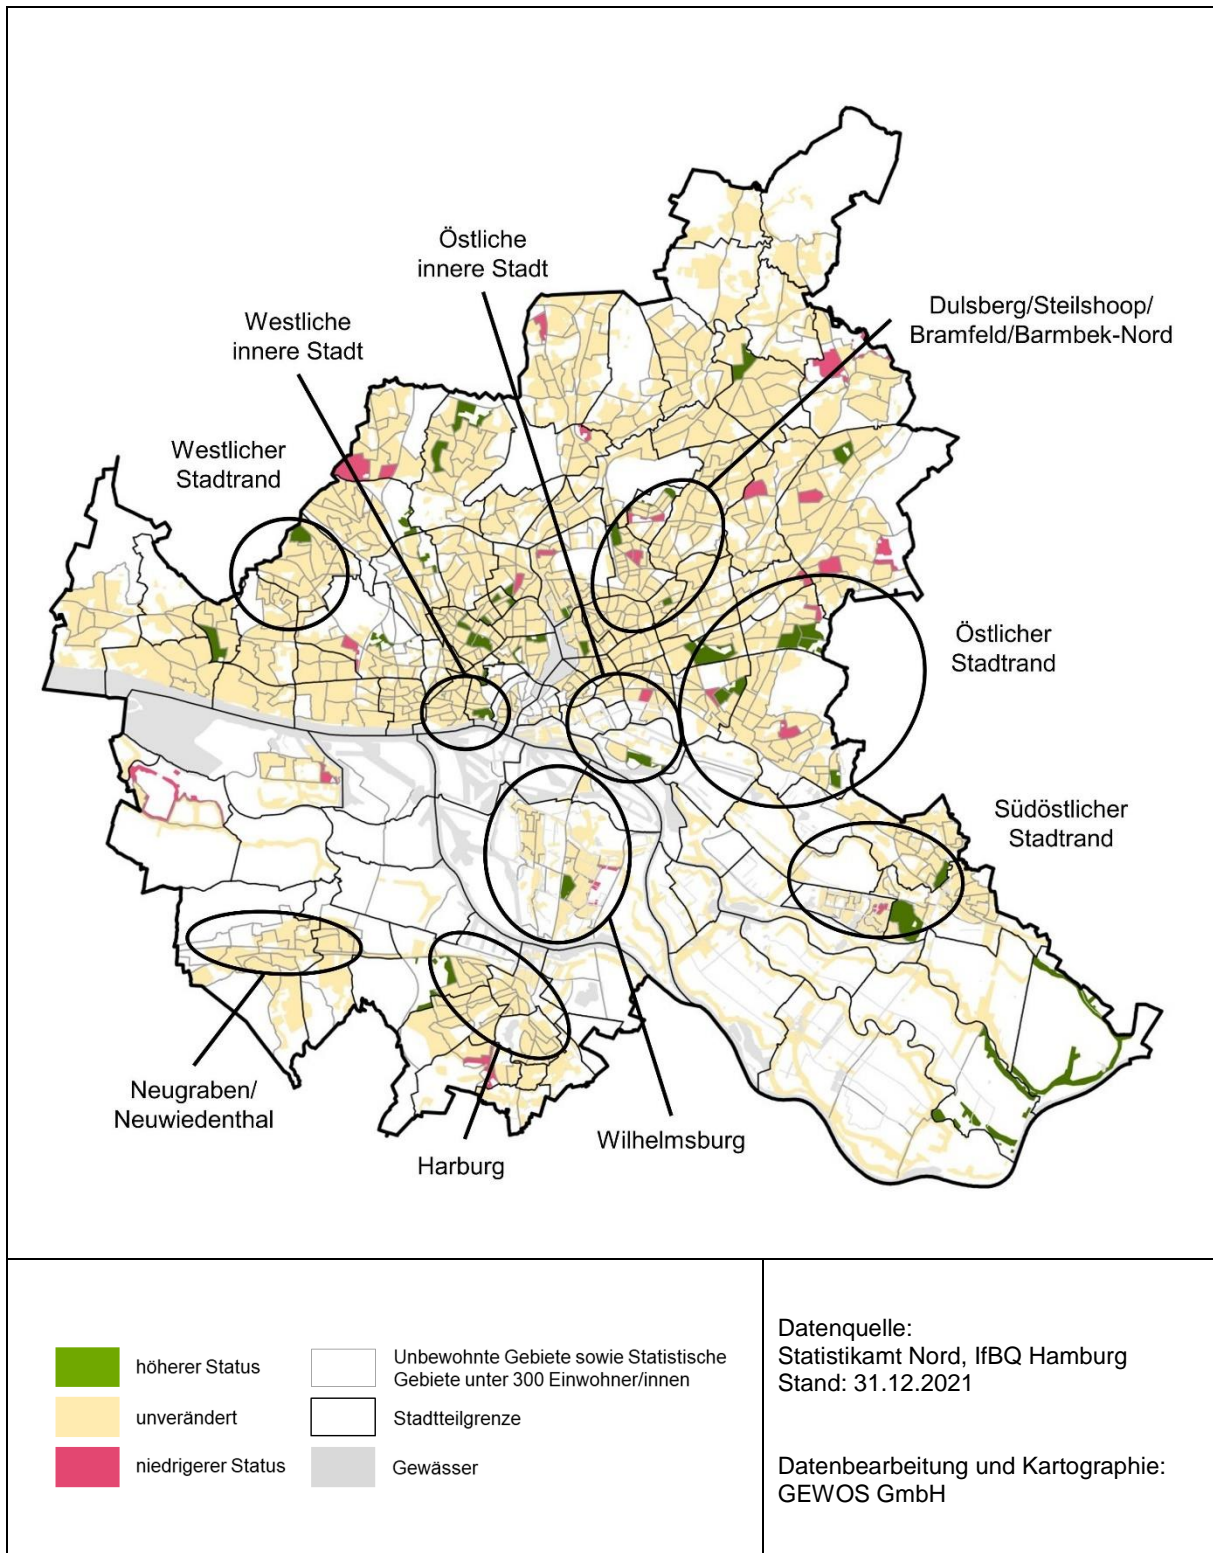 Östliche
innere Stadt
Westliche
innere Stadt
Dulsberg/Steilshoop/
Bramfeld/Barmbek-Nord
Westlicher
Stadtrand
Östlicher
Stadtrand
Südöstlicher
Stadtrand
Neugraben/
Neuwiedenthal
Harburg
Wilhelmsburg
höherer Status
unverändert
niedrigerer Status
Unbewohnte Gebiete sowie Statistische
Gebiete unter 300 Einwohner/innen
Stadtteilgrenze
Gewässer
Datenquelle:
Statistikamt Nord, IfBQ Hamburg
Stand: 31.12.2021
Datenbearbeitung und Kartographie:
GEWOS GmbH